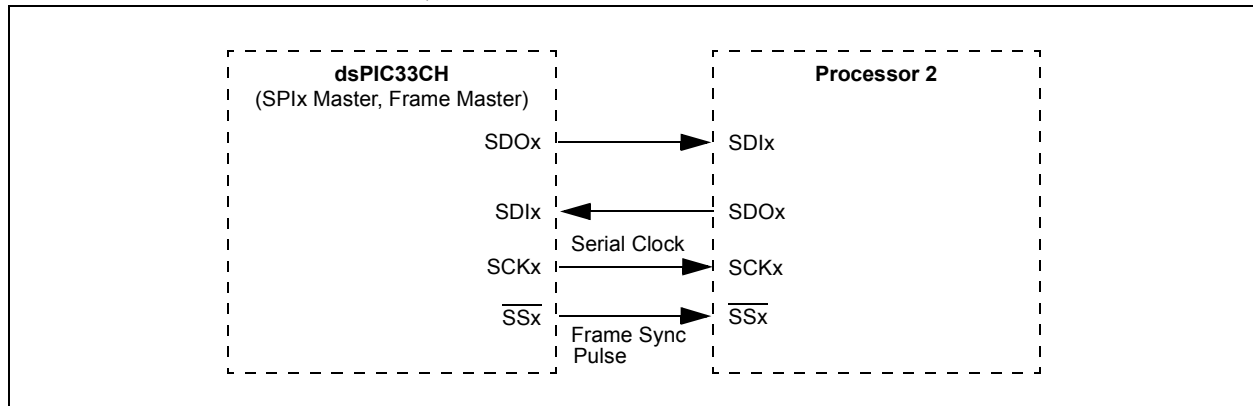 dsPIC33CH
(SPIx Master, Frame Master)
Processor 2
SDOx SDIx
SDIx SDOx
Serial Clock
SCKx SCKx
SSx SSx
Frame Sync
Pulse